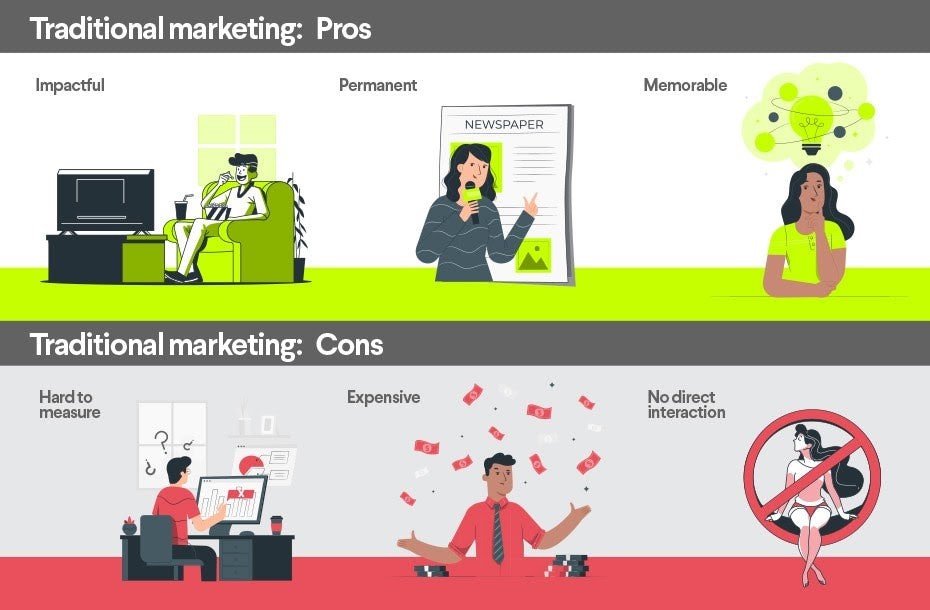 Traditional marketing: Pros
Impactful
Permanent
Memorable
NEWSPAPER
Traditional marketing: Cons
Hard to
measure
Expensive
No direct
interaction